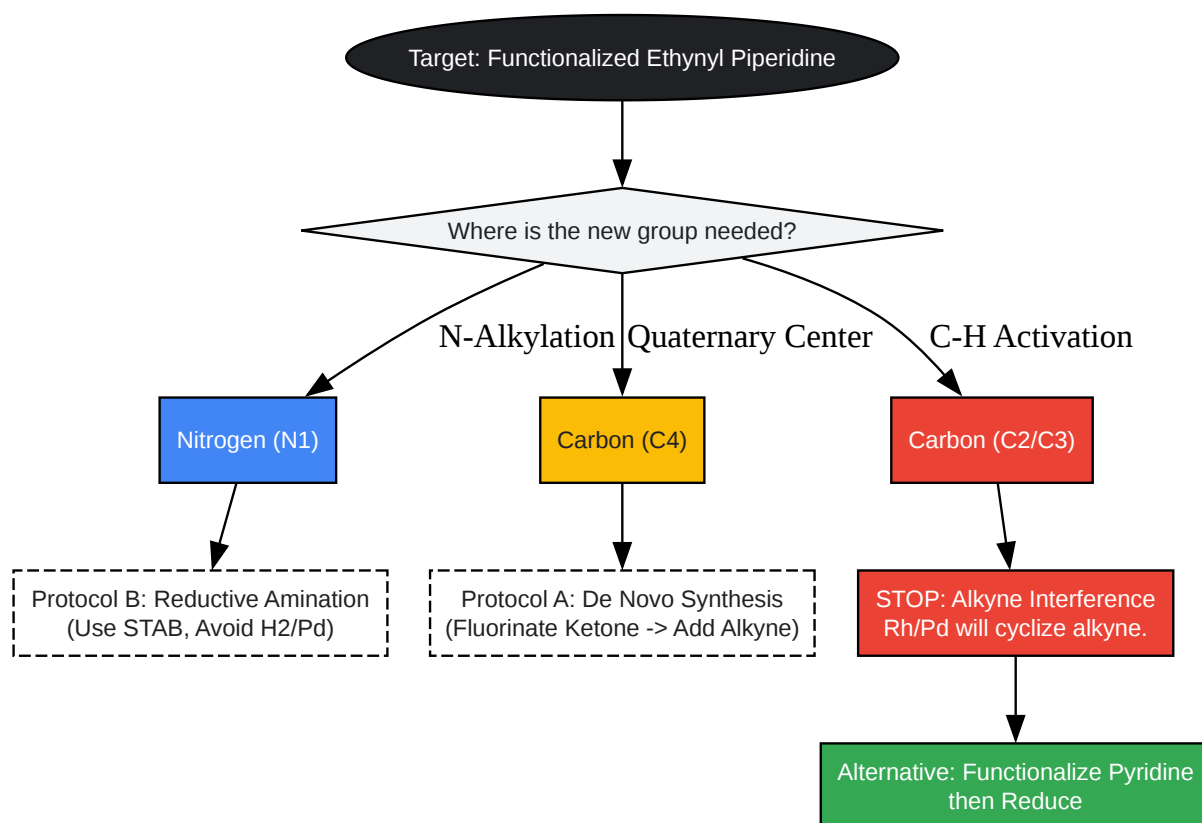 Target: Functionalized Ethynyl Piperidine
Where is the new group needed?
N-Alkylation
Quaternary Center
C-H Activation
Nitrogen (N1)
Carbon (C4)
Carbon (C2/C3)
Protocol B: Reductive Amination
(Use STAB, Avoid H2/Pd)
Protocol A: De Novo Synthesis
(Fluorinate Ketone -> Add Alkyne)
STOP: Alkyne Interference
Rh/Pd will cyclize alkyne.
Alternative: Functionalize Pyridine
then Reduce